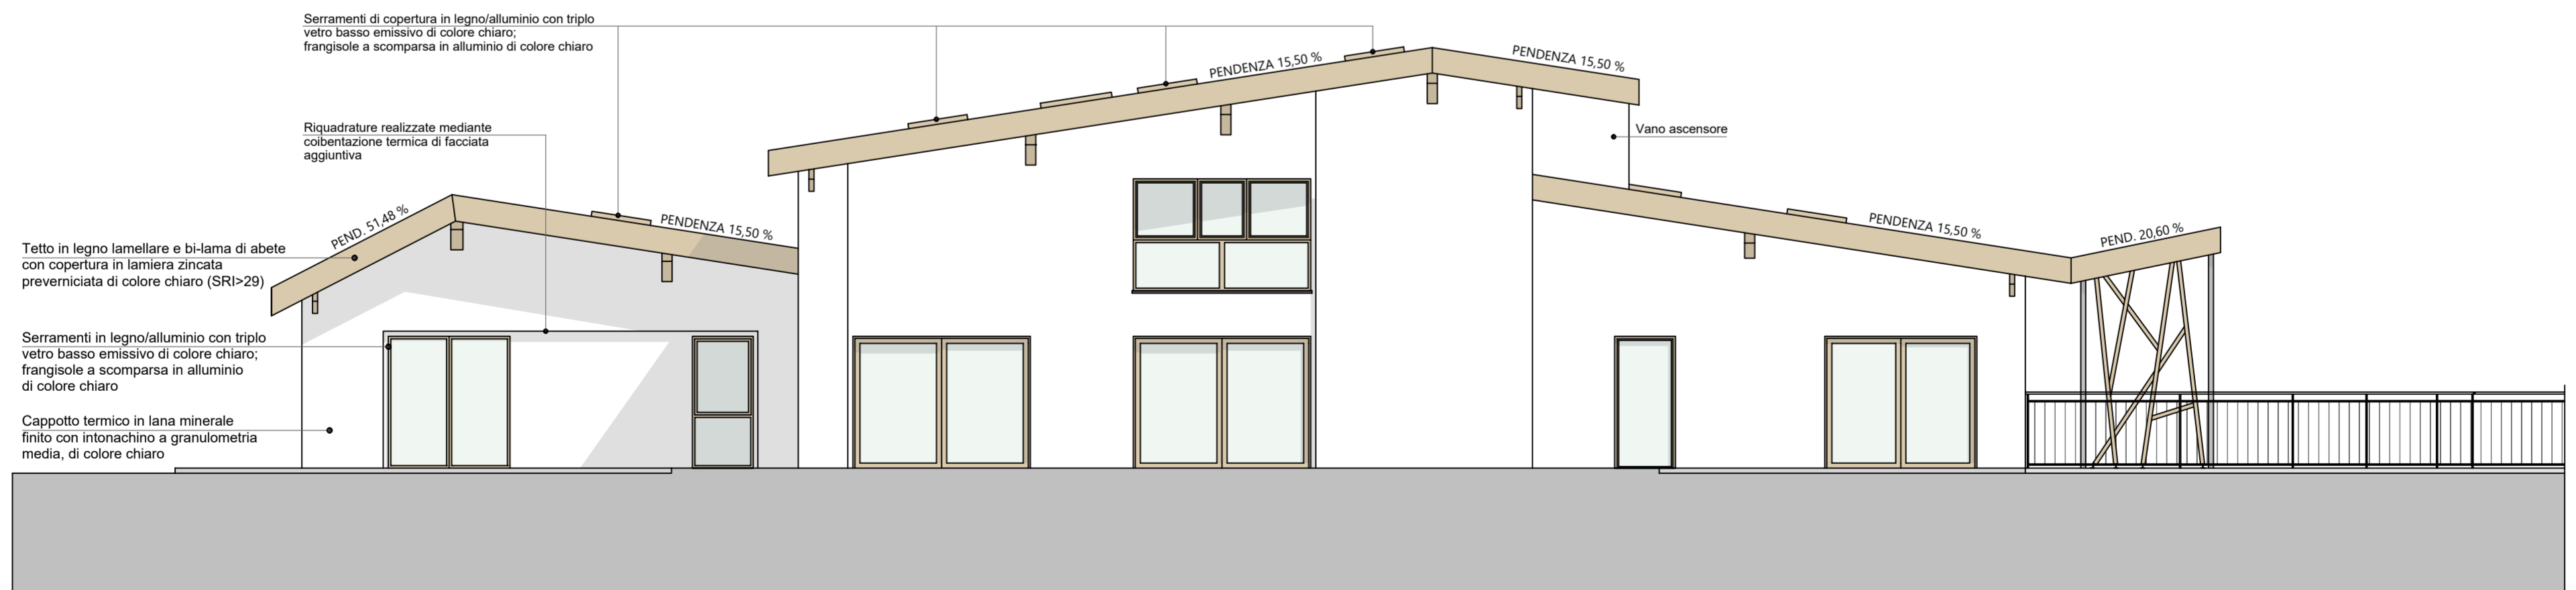 Serramenti di copertura in legno/alluminio con triplo
vetro basso emissivo di colore chiaro;
frangisole a scomparsa in alluminio di colore chiaro
PENDENZA 15,50 %
PENDENZA 15,50 %
Riquadrature realizzate mediante
coibentazione termica di facciata
aggiuntiva
Vano ascensore
PEND. 51,48 %
PENDENZA 15,50 %
PENDENZA 15,50 %
PEND. 20,60 %
Tetto in legno lamellare e bi-lama di abete
con copertura in lamiera zincata
preverniciata di colore chiaro (SRI>29)
Serramenti in legno/alluminio con triplo
vetro basso emissivo di colore chiaro;
frangisole a scomparsa in alluminio
di colore chiaro
Cappotto termico in lana minerale
finito con intonachino a granulometria
media, di colore chiaro